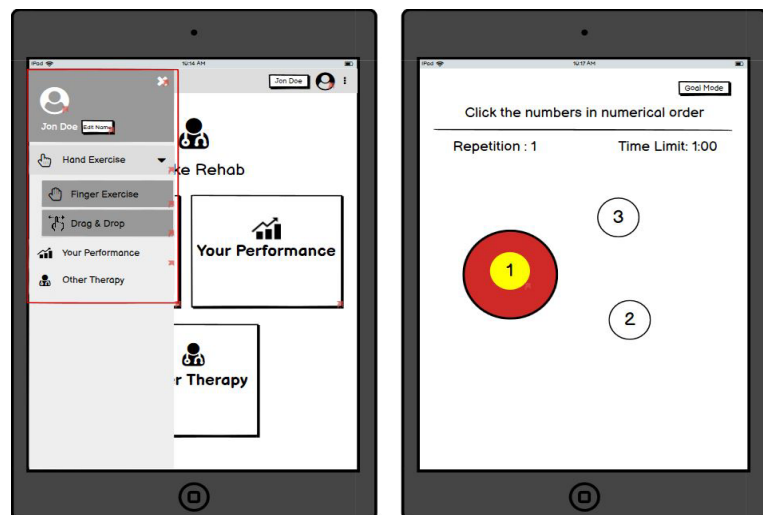 iPad 10:14 AM
Jon Doe
Jon Doe Edit Name
Hand Exercise
ke Rehab
Finger Exercise
Drag & Drop
Your Performance
Your Performance
Other Therapy
r Therapy
iPad 10:17 AM
Goal Mode
Click the numbers in numerical order
Repetition : 1 Time Limit: 1:00
3
1
2